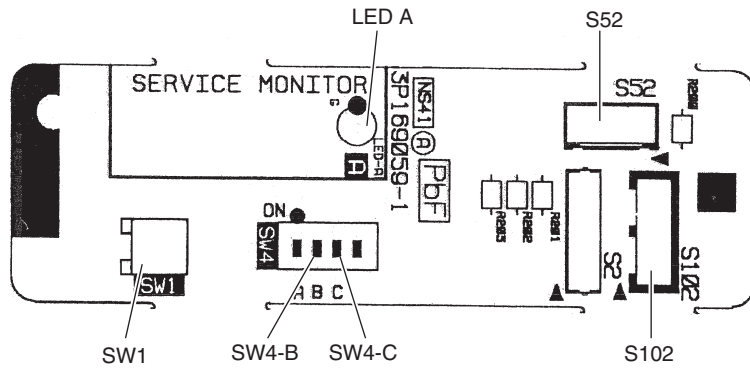 LED A
S52
SERVICE MONITOR
G
LED-A
A
3P169059-1
NS41
A
PbF
S52
R200
ON
SW4
A B C
SW1
R203
R202
R201
S2
S102
SW1
SW4-B
SW4-C
S102